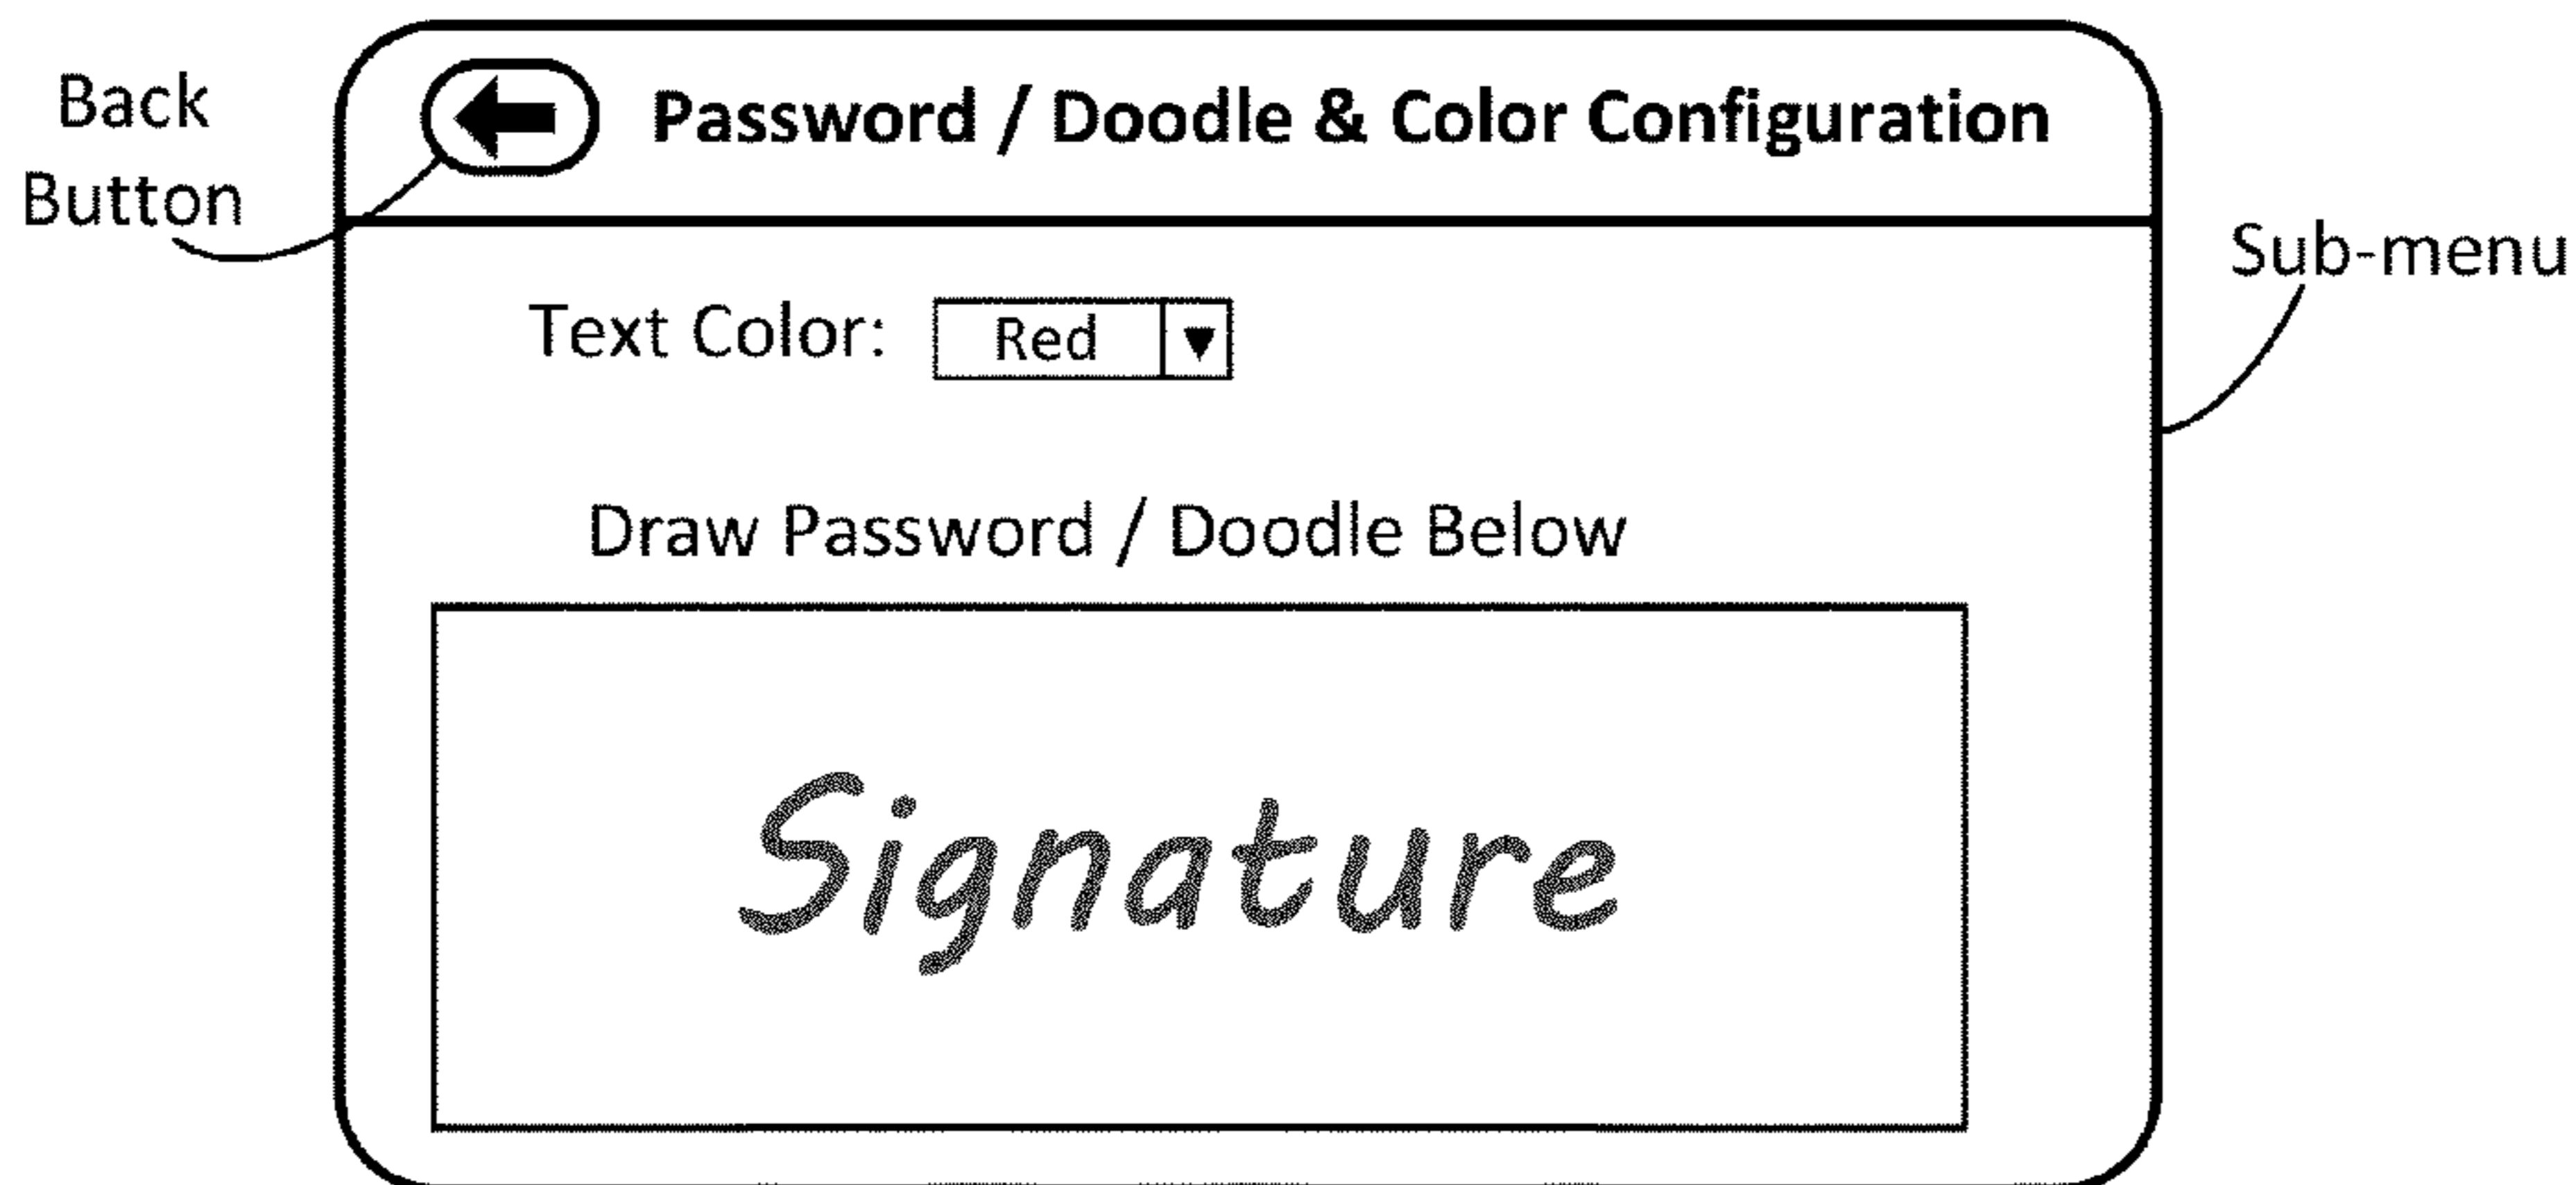 Back
Button
Password / Doodle & Color Configuration
Sub-menu
Text Color: Red
Draw Password / Doodle Below
Signature